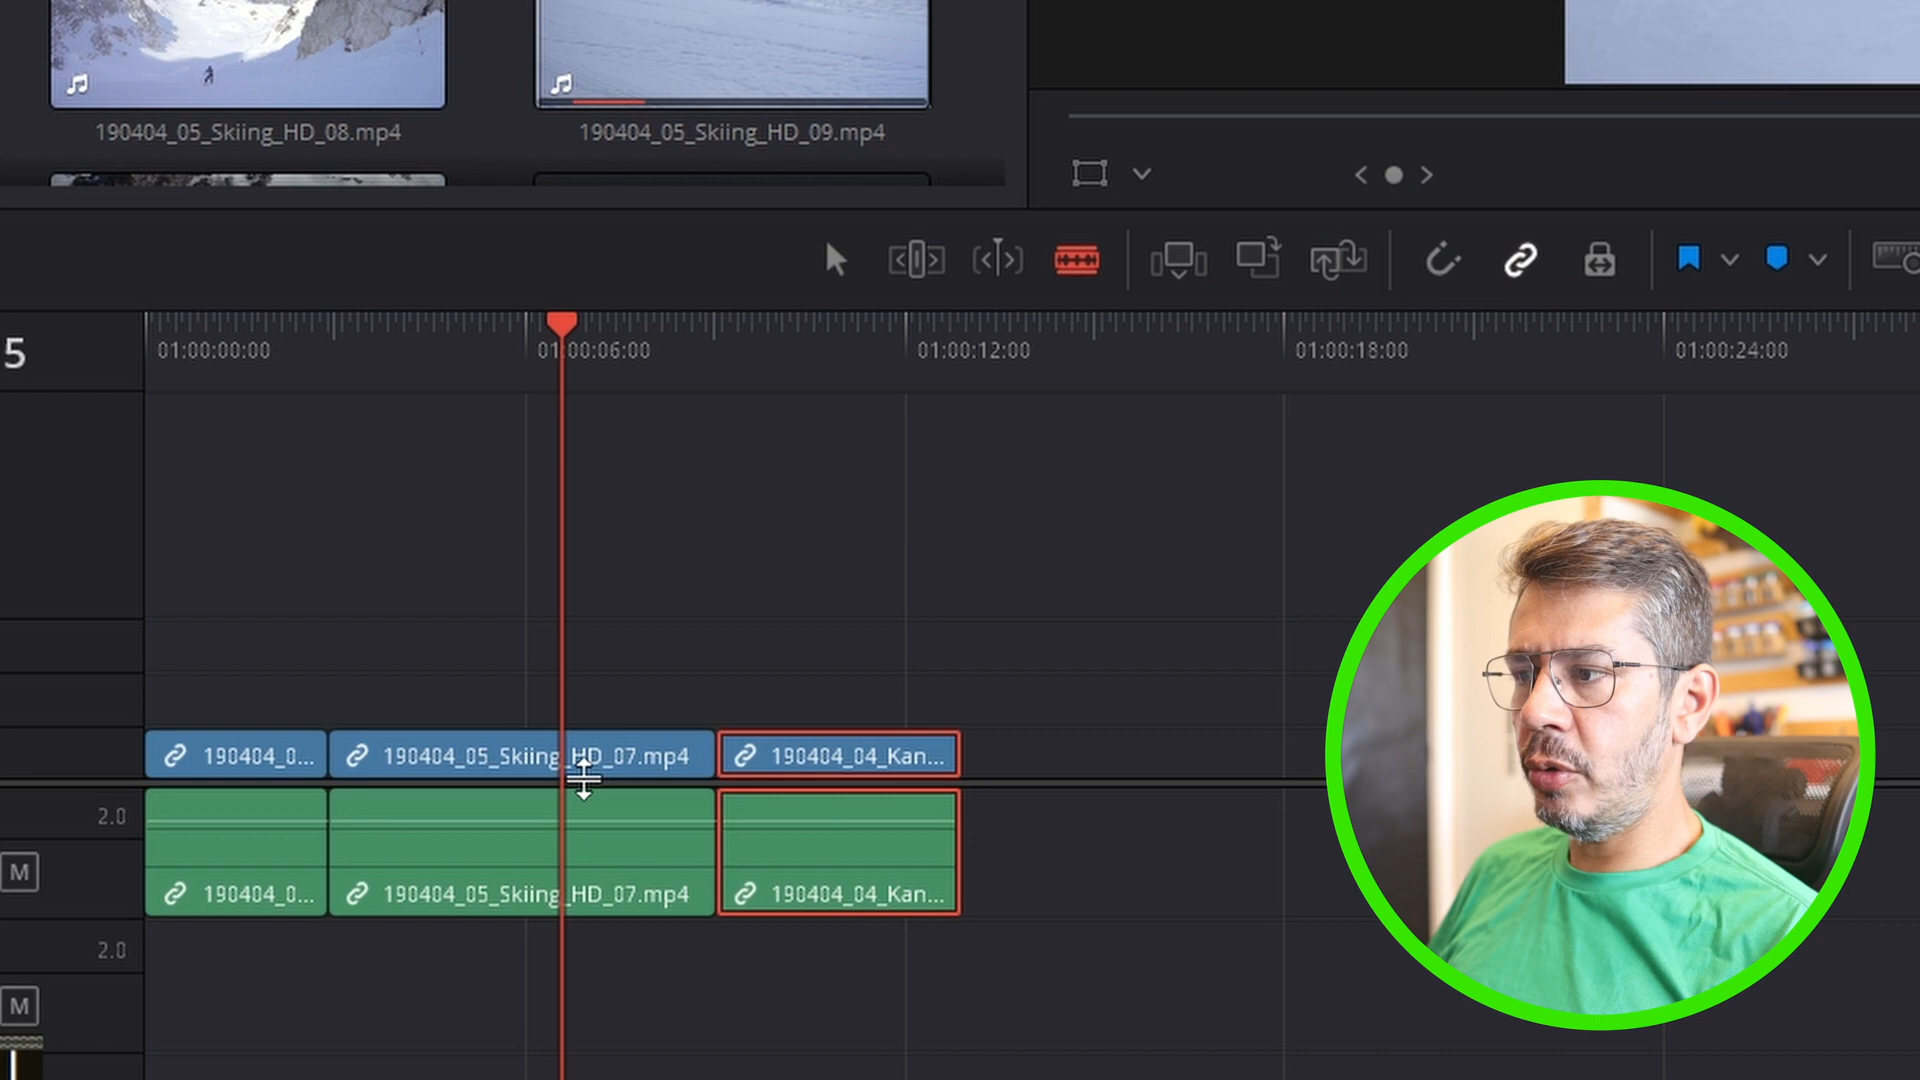 190404_05_Skiing_HD_08.mp4
190404_05_Skiing_HD_09.mp4
5
01:00:00:00
01:00:06:00
01:00:12:00
01:00:18:00
01:00:24:00
190404_0...
190404_05_Skiing_HD_07.mp4
190404_04_Kan...
2.0
M
190404_0...
190404_05_Skiing_HD_07.mp4
190404_04_Kan...
2.0
M